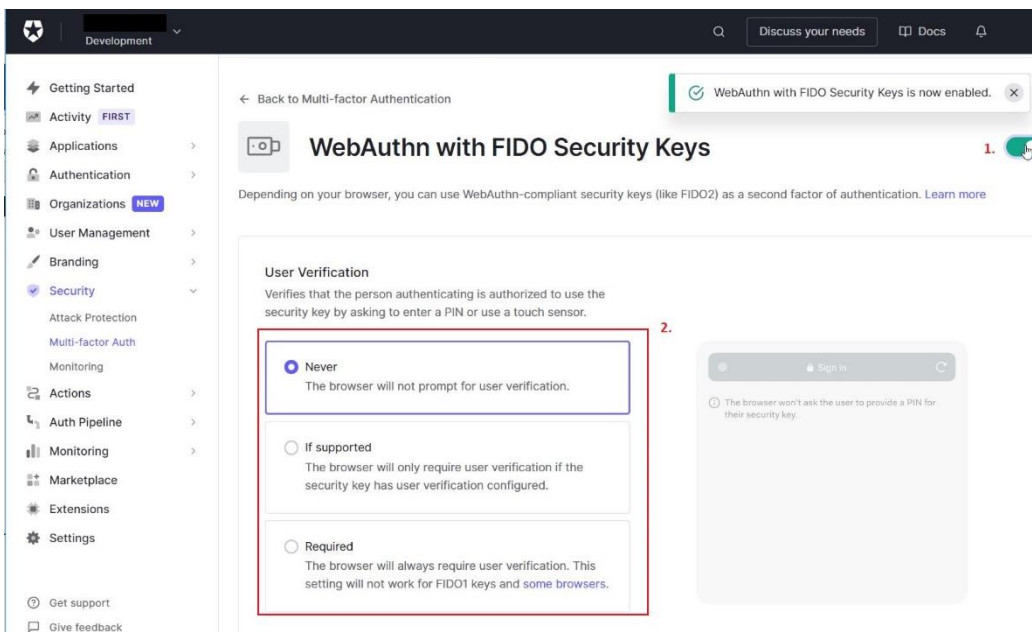 Development
Discuss your needs
Docs
Getting Started
Activity FIRST
Applications
Authentication
Organizations NEW
User Management
Branding
Security
Attack Protection
Multi-factor Auth
Monitoring
Actions
Auth Pipeline
Monitoring
Marketplace
Extensions
Settings
Get support
Give feedback
← Back to Multi-factor Authentication
WebAuthn with FIDO Security Keys is now enabled.
WebAuthn with FIDO Security Keys
1.
Depending on your browser, you can use WebAuthn-compliant security keys (like FIDO2) as a second factor of authentication. Learn more
User Verification
Verifies that the person authenticating is authorized to use the
security key by asking to enter a PIN or use a touch sensor.
2.
Never
The browser will not prompt for user verification.
If supported
The browser will only require user verification if the
security key has user verification configured.
Required
The browser will always require user verification. This
setting will not work for FIDO1 keys and some browsers.
Sign in
The browser won't ask the user to provide a PIN for
their security key.